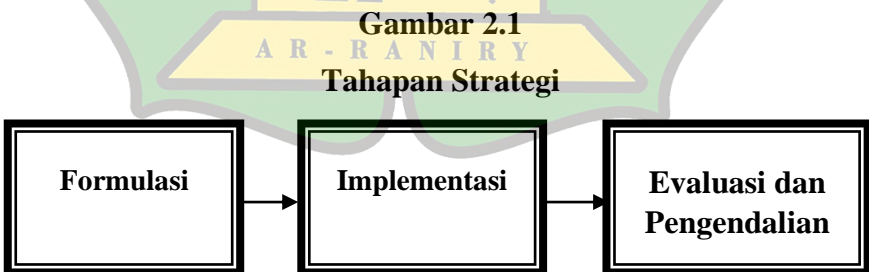 Gambar 2.1
AR-RANIRY
Tahapan Strategi
Formulasi
Implementasi
Evaluasi dan
Pengendalian